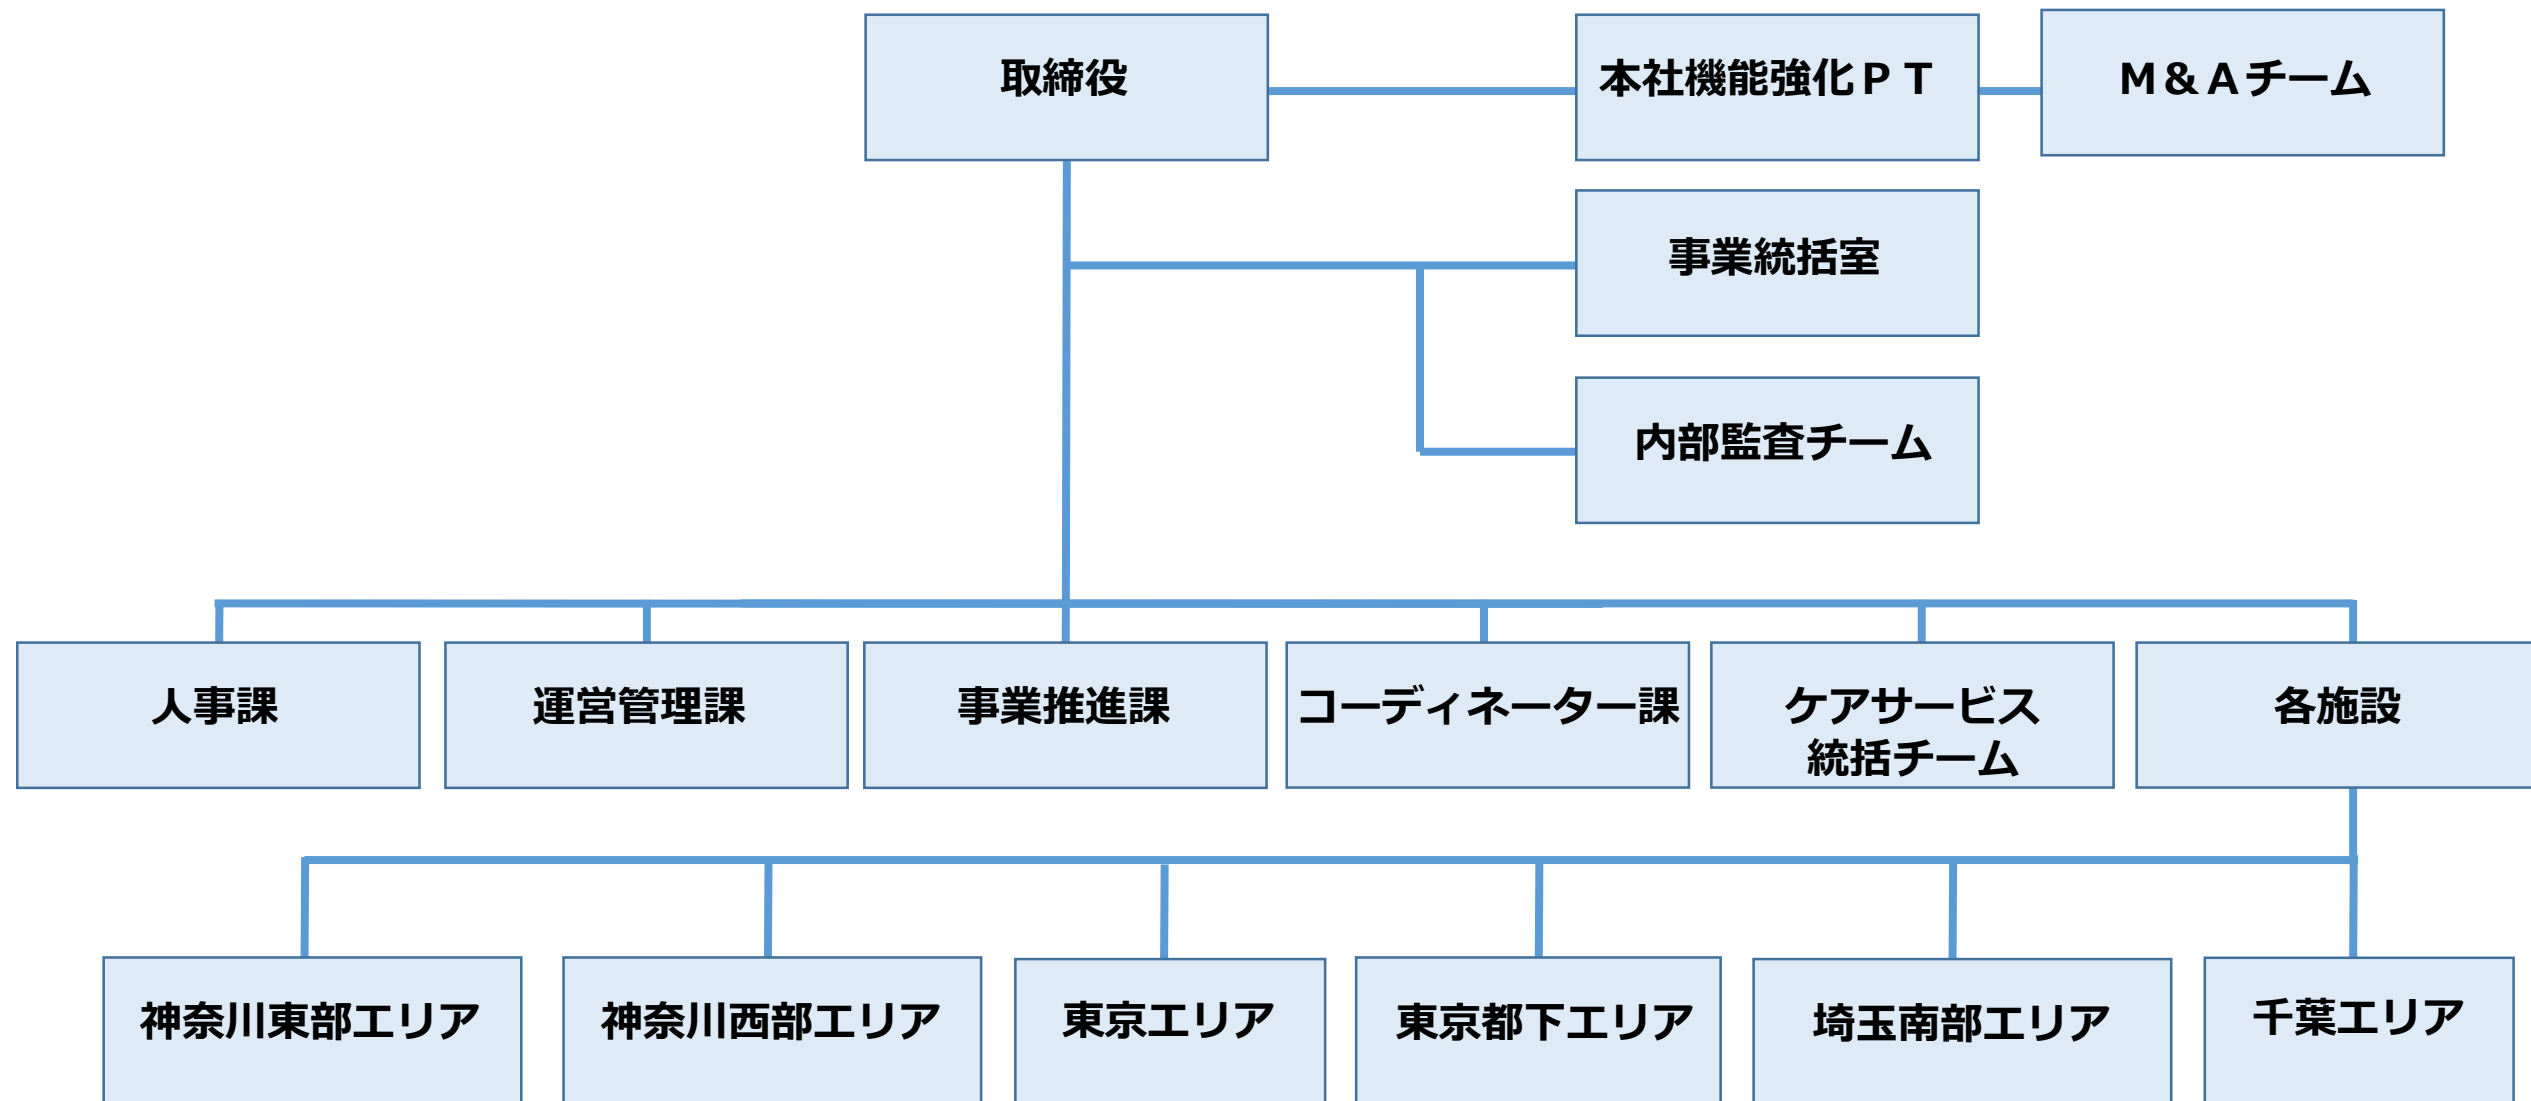 取締役
本社機能強化ＰＴ
Ｍ＆Ａチーム
事業統括室
内部監査チーム
人事課
運営管理課
事業推進課
コーディネーター課
ケアサービス
統括チーム
各施設
神奈川東部エリア
神奈川西部エリア
東京エリア
東京都下エリア
埼玉南部エリア
千葉エリア